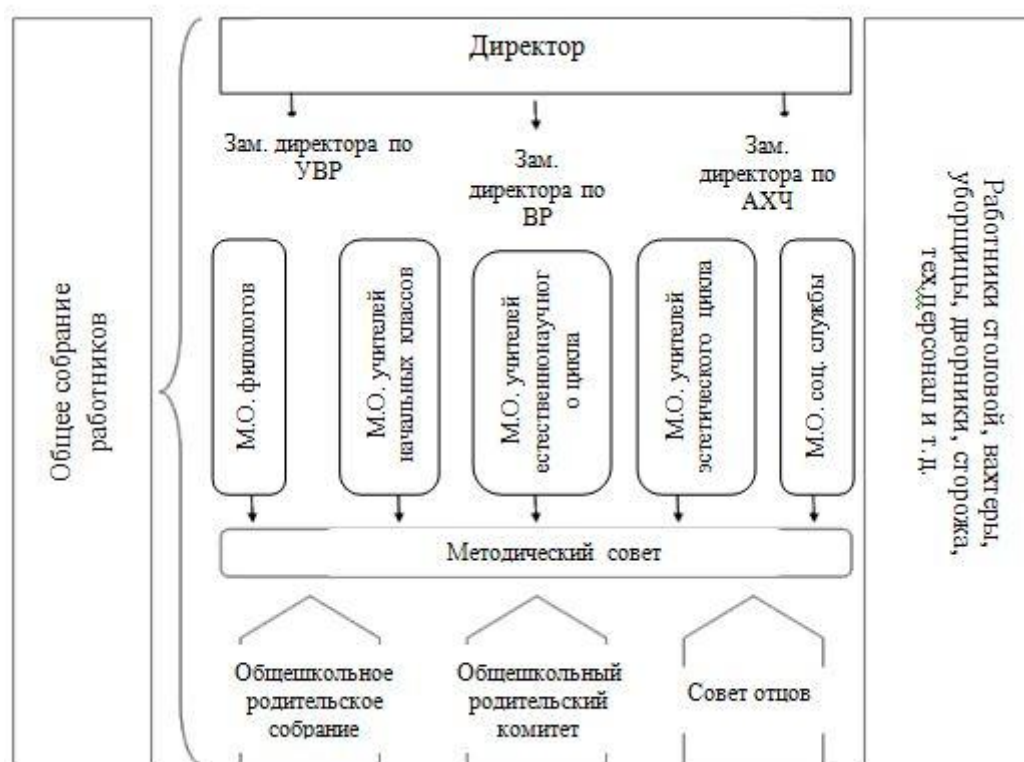 Общее собрание
работников
Директор
Зам. директора по
УВР
Зам.
директора по
ВР
Зам.
директора по
АХЧ
М.О. филологов
М.О. учителей
начальных классов
М.О. учителей
естественнонаучног
о цикла
М.О. учителей
эстетического цикла
М.О. соц. службы
Методический совет
Общешкольное
родительское
собрание
Общешкольный
родительский
комитет
Совет отцов
Работники столовой, вахтеры,
уборщицы, дворники, сторожа,
тех.персонал и т.д.